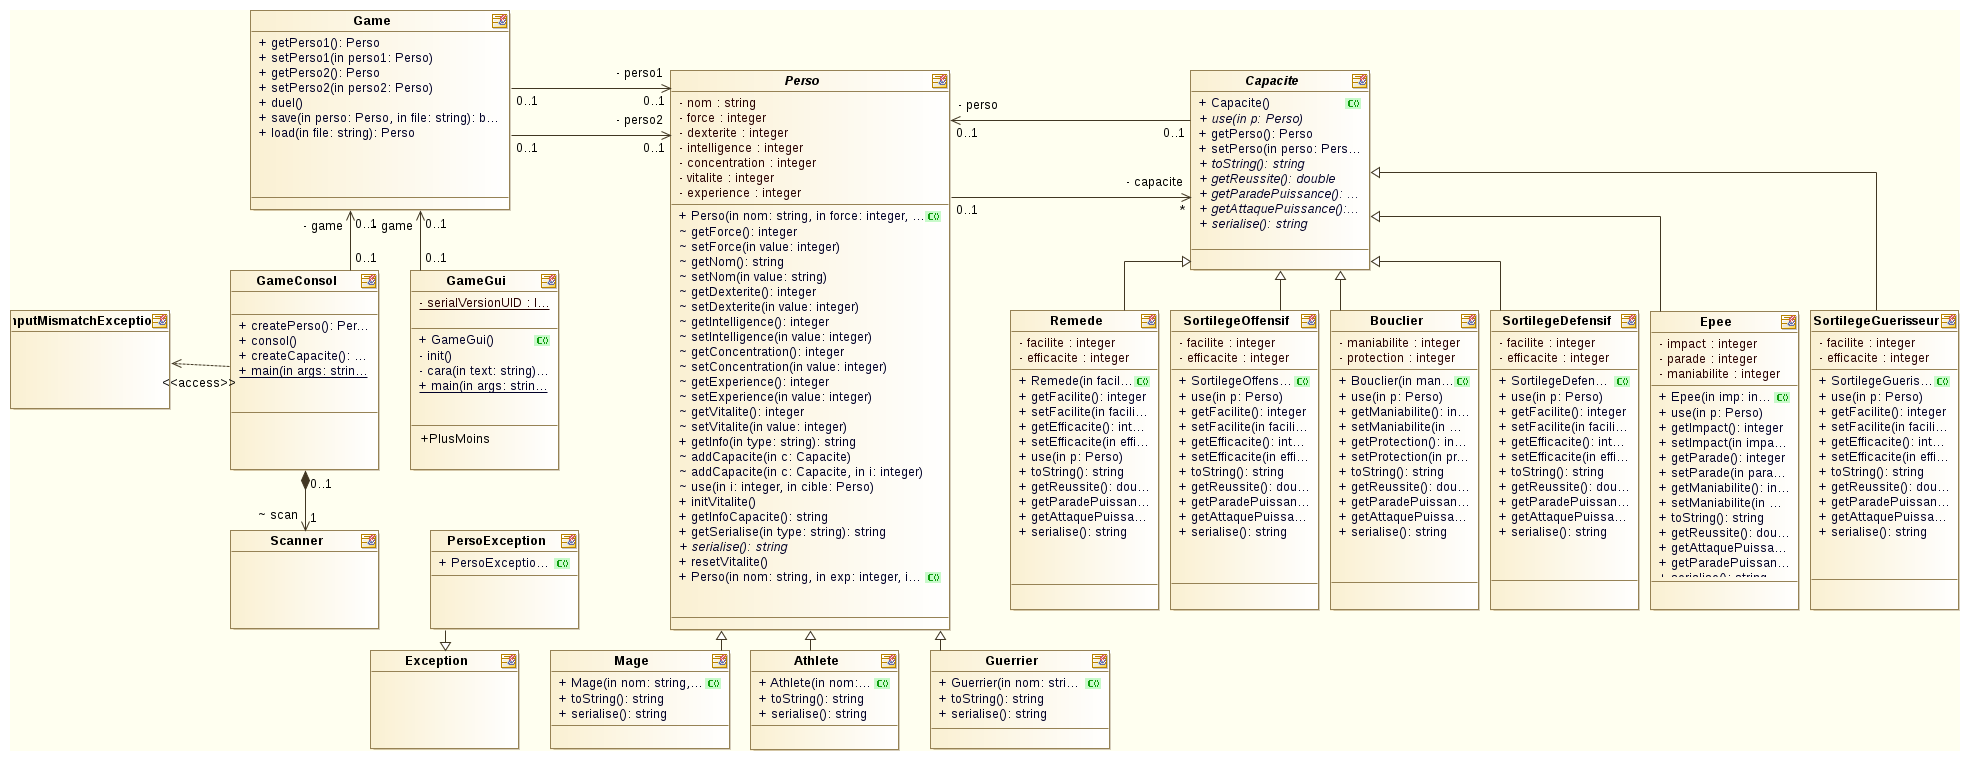 Game
+ getPerso1(): Perso
+ setPerso1(in perso1: Perso)
+ getPerso2(): Perso
+ setPerso2(in perso2: Perso)
+ duel()
+ save(in perso: Perso, in file: string): b...
+ load(in file: string): Perso
- perso1
0..1
0..1
- perso2
0..1
0..1
Perso
- nom : string
- force : integer
- dexterite : integer
- intelligence : integer
- concentration : integer
- vitalite : integer
- experience : integer
+ Perso(in nom: string, in force: integer, ...
~ getForce(): integer
~ setForce(in value: integer)
~ getNom(): string
~ setNom(in value: string)
~ getDexterite(): integer
~ setDexterite(in value: integer)
~ getIntelligence(): integer
~ setIntelligence(in value: integer)
~ getConcentration(): integer
~ setConcentration(in value: integer)
~ getExperience(): integer
~ setExperience(in value: integer)
~ getVitalite(): integer
~ setVitalite(in value: integer)
+ getInfo(in type: string): string
~ addCapacite(in c: Capacite)
~ addCapacite(in c: Capacite, in i: integer)
~ use(in i: integer, in cible: Perso)
+ initVitalite()
+ getInfoCapacite(): string
+ getSerialise(in type: string): string
+ serialise(): string
+ resetVitalite()
+ Perso(in nom: string, in exp: integer, i...
- perso
0..1
0..1
- capacite
0..1
*
Capacite
+ Capacite()
+ use(in p: Perso)
+ getPerso(): Perso
+ setPerso(in perso: Pers...
+ toString(): string
+ getReussite(): double
+ getParadePuissance(): ...
+ getAttaquePuissance():...
+ serialise(): string
- game
0..1
0..1
- game
0..1
0..1
GameConsol
+ createPerso(): Per...
+ consol()
+ createCapacite(): ...
+ main(in args: strin...
GameGui
- serialVersionUID : l...
+ GameGui()
- init()
- cara(in text: string)...
+ main(in args: strin...
+PlusMoins
nputMismatchExceptio
<<access>>
0..1
~ scan
1
Scanner
PersoException
+ PersoExceptio...
Exception
Mage
+ Mage(in nom: string,...
+ toString(): string
+ serialise(): string
Athlete
+ Athlete(in nom:...
+ toString(): string
+ serialise(): string
Guerrier
+ Guerrier(in nom: stri...
+ toString(): string
+ serialise(): string
Remede
- facilite : integer
- efficacite : integer
+ Remede(in facil...
+ getFacilite(): integer
+ setFacilite(in facili...
+ getEfficacite(): int...
+ setEfficacite(in effi...
+ use(in p: Perso)
+ toString(): string
+ getReussite(): dou...
+ getParadePuissan...
+ getAttaquePuissa...
+ serialise(): string
SortilegeOffensif
- facilite : integer
- efficacite : integer
+ SortilegeOffens...
+ use(in p: Perso)
+ getFacilite(): integer
+ setFacilite(in facili...
+ getEfficacite(): int...
+ setEfficacite(in effi...
+ toString(): string
+ getReussite(): dou...
+ getParadePuissan...
+ getAttaquePuissa...
+ serialise(): string
Bouclier
- maniabilite : integer
- protection : integer
+ Bouclier(in man...
+ use(in p: Perso)
+ getManiabilite(): in...
+ setManiabilite(in ...
+ getProtection(): in...
+ setProtection(in pr...
+ toString(): string
+ getReussite(): dou...
+ getParadePuissan...
+ getAttaquePuissa...
+ serialise(): string
SortilegeDefensif
- facilite : integer
- efficacite : integer
+ SortilegeDefen...
+ use(in p: Perso)
+ getFacilite(): integer
+ setFacilite(in facili...
+ getEfficacite(): int...
+ setEfficacite(in effi...
+ toString(): string
+ getReussite(): dou...
+ getParadePuissan...
+ getAttaquePuissa...
+ serialise(): string
Epee
- impact : integer
- parade : integer
- maniabilite : integer
+ Epee(in imp: in...
+ use(in p: Perso)
+ getImpact(): integer
+ setImpact(in impa...
+ getParade(): integer
+ setParade(in para...
+ getManiabilite(): in...
+ setManiabilite(in ...
+ toString(): string
+ getReussite(): dou...
+ getAttaquePuissa...
+ getParadePuissan...
+ serialise(): string
SortilegeGuerisseur
- facilite : integer
- efficacite : integer
+ SortilegeGueris...
+ use(in p: Perso)
+ getFacilite(): integer
+ setFacilite(in facili...
+ getEfficacite(): int...
+ setEfficacite(in effi...
+ toString(): string
+ getReussite(): dou...
+ getParadePuissan...
+ getAttaquePuissa...
+ serialise(): string